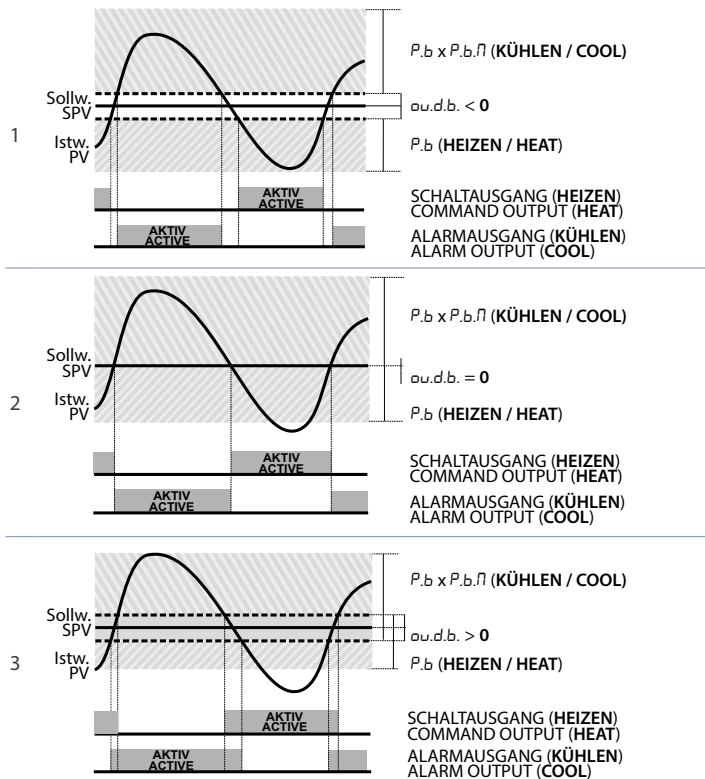 P.b x P.b.M (KÜHLEN / COOL)
Sollw.
SPV
ou.d.b. < 0
1
Istw.
PV
P.b (HEIZEN / HEAT)
AKTIV
ACTIVE
SCHALTAUSGANG (HEIZEN)
COMMAND OUTPUT (HEAT)
AKTIV
ACTIVE
ALARMAUSGANG (KÜHLEN)
ALARM OUTPUT (COOL)
P.b x P.b.M (KÜHLEN / COOL)
Sollw.
SPV
ou.d.b. = 0
2
Istw.
PV
P.b (HEIZEN / HEAT)
AKTIV
ACTIVE
SCHALTAUSGANG (HEIZEN)
COMMAND OUTPUT (HEAT)
AKTIV
ACTIVE
ALARMAUSGANG (KÜHLEN)
ALARM OUTPUT (COOL)
P.b x P.b.M (KÜHLEN / COOL)
Sollw.
SPV
ou.d.b. > 0
3
Istw.
PV
P.b (HEIZEN / HEAT)
AKTIV
ACTIVE
SCHALTAUSGANG (HEIZEN)
COMMAND OUTPUT (HEAT)
AKTIV
ACTIVE
ALARMAUSGANG (KÜHLEN)
ALARM OUTPUT (COOL)